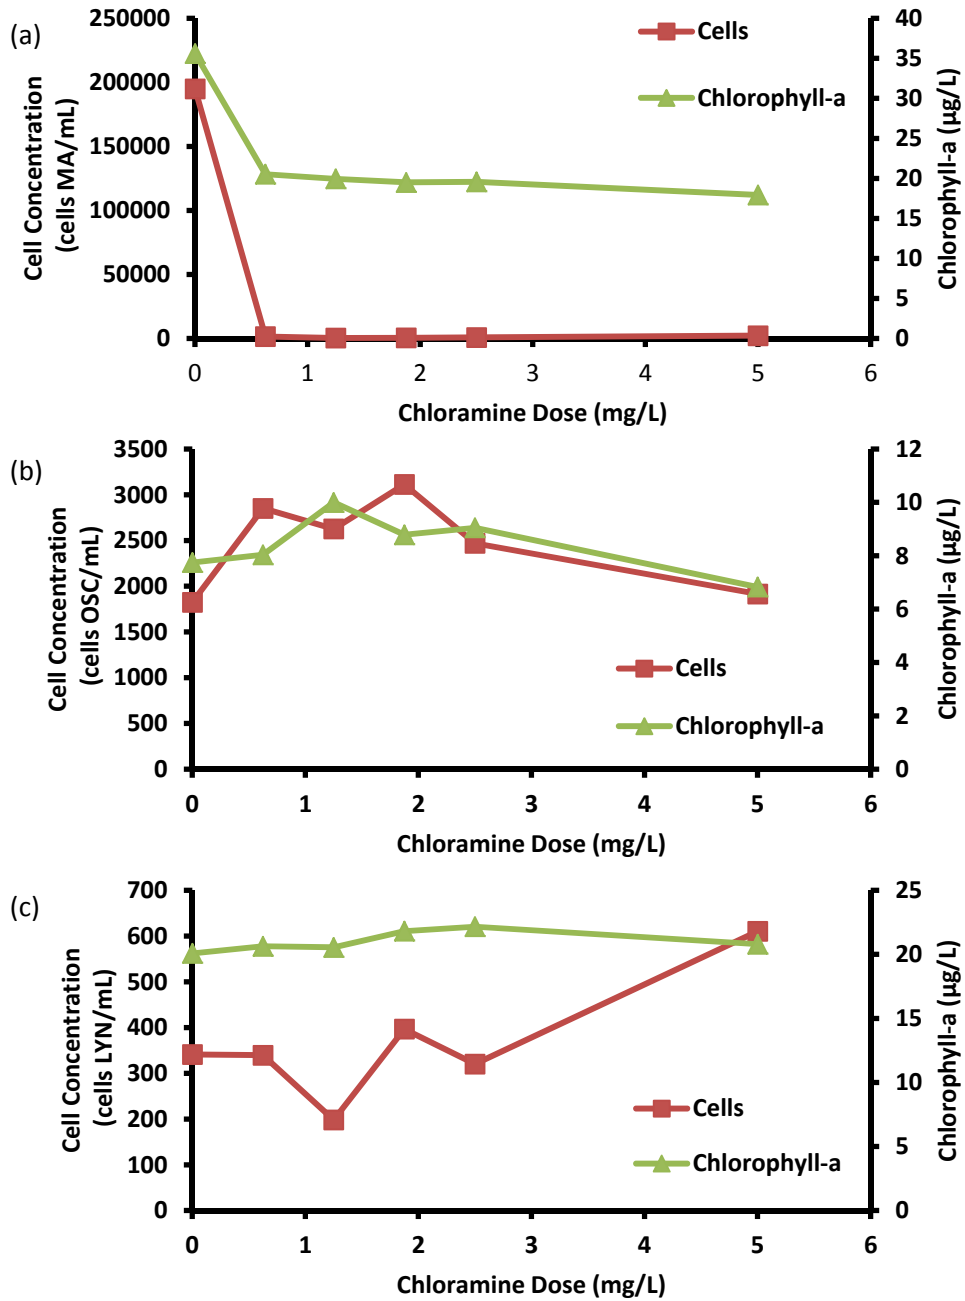 (a)
250000
200000
150000
100000
50000
0
Cell Concentration
(cells MA/mL)
40
35
30
25
20
15
10
5
0
Chlorophyll-a (µg/L)
Cells
Chlorophyll-a
0 1 2 3 4 5 6
Chloramine Dose (mg/L)
(b)
3500
3000
2500
2000
1500
1000
500
0
Cell Concentration
(cells OSC/mL)
12
10
8
6
4
2
0
Chlorophyll-a (µg/L)
Cells
Chlorophyll-a
0 1 2 3 4 5 6
Chloramine Dose (mg/L)
(c)
700
600
500
400
300
200
100
0
Cell Concentration
(cells LYN/mL)
25
20
15
10
5
0
Chlorophyll-a (µg/L)
Cells
Chlorophyll-a
0 1 2 3 4 5 6
Chloramine Dose (mg/L)